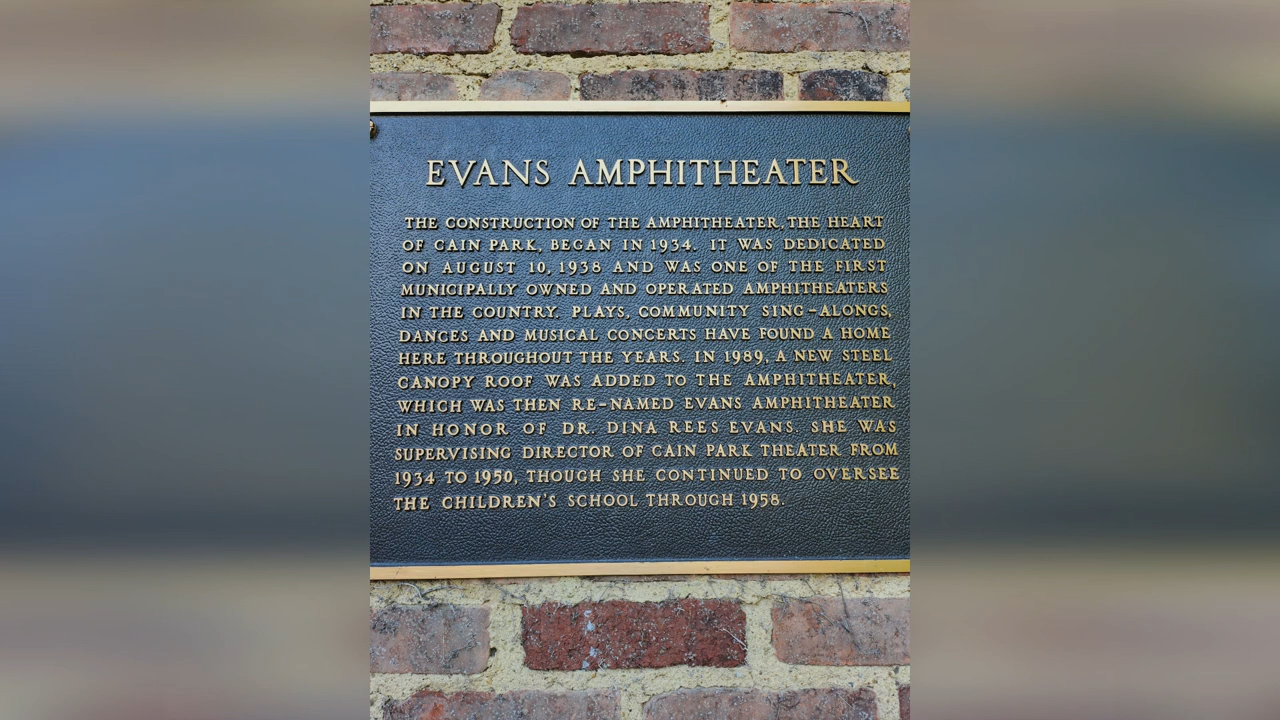 EVANS AMPHITHEATER
THE CONSTRUCTION OF THE AMPHITHEATER, THE HEART
OF CAIN PARK, BEGAN IN 1934. IT WAS DEDICATED
ON AUGUST 10, 1938 AND WAS ONE OF THE FIRST
MUNICIPALLY OWNED AND OPERATED AMPHITHEATERS
IN THE COUNTRY. PLAYS, COMMUNITY SING-ALONGS,
DANCES AND MUSICAL CONCERTS HAVE FOUND A HOME
HERE THROUGHOUT THE YEARS. IN 1989, A NEW STEEL
CANOPY ROOF WAS ADDED TO THE AMPHITHEATER,
WHICH WAS THEN RE-NAMED EVANS AMPHITHEATER
IN HONOR OF DR. DINA REES EVANS. SHE WAS
SUPERVISING DIRECTOR OF CAIN PARK THEATER FROM
1934 TO 1950, THOUGH SHE CONTINUED TO OVERSEE
THE CHILDREN'S SCHOOL THROUGH 1958.